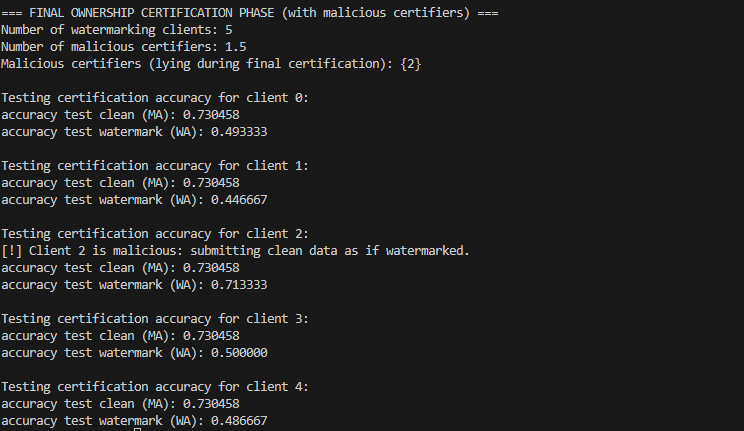 === FINAL OWNERSHIP CERTIFICATION PHASE (with malicious certifiers) ===
Number of watermarking clients: 5
Number of malicious certifiers: 1.5
Malicious certifiers (lying during final certification): {2}
Testing certification accuracy for client 0:
accuracy test clean (MA): 0.730458
accuracy test watermark (WA): 0.493333
Testing certification accuracy for client 1:
accuracy test clean (MA): 0.730458
accuracy test watermark (WA): 0.446667
Testing certification accuracy for client 2:
[!] Client 2 is malicious: submitting clean data as if watermarked.
accuracy test clean (MA): 0.730458
accuracy test watermark (WA): 0.713333
Testing certification accuracy for client 3:
accuracy test clean (MA): 0.730458
accuracy test watermark (WA): 0.500000
Testing certification accuracy for client 4:
accuracy test clean (MA): 0.730458
accuracy test watermark (WA): 0.486667